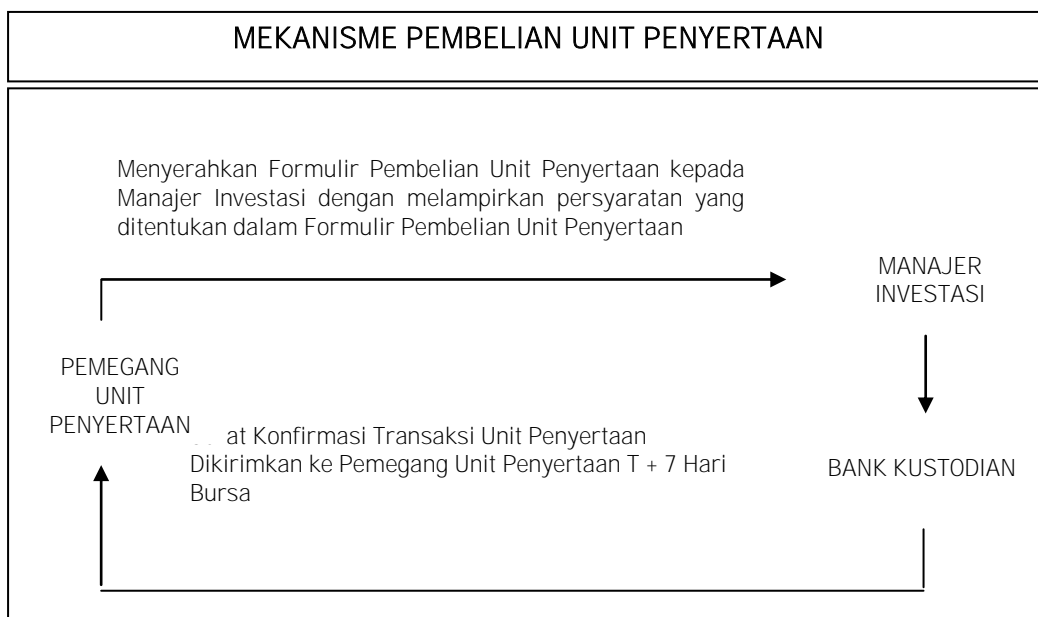 MEKANISME PEMBELIAN UNIT PENYERTAAN
Menyerahkan Formulir Pembelian Unit Penyertaan kepada
Manajer Investasi dengan melampirkan persyaratan yang
ditentukan dalam Formulir Pembelian Unit Penyertaan
MANAJER
INVESTASI
PEMEGANG
UNIT
PENYERTAAN
Konfirmasi Transaksi Unit Penyertaan
Dikirimkan ke Pemegang Unit Penyertaan T + 7 Hari
Bursa
BANK KUSTODIAN